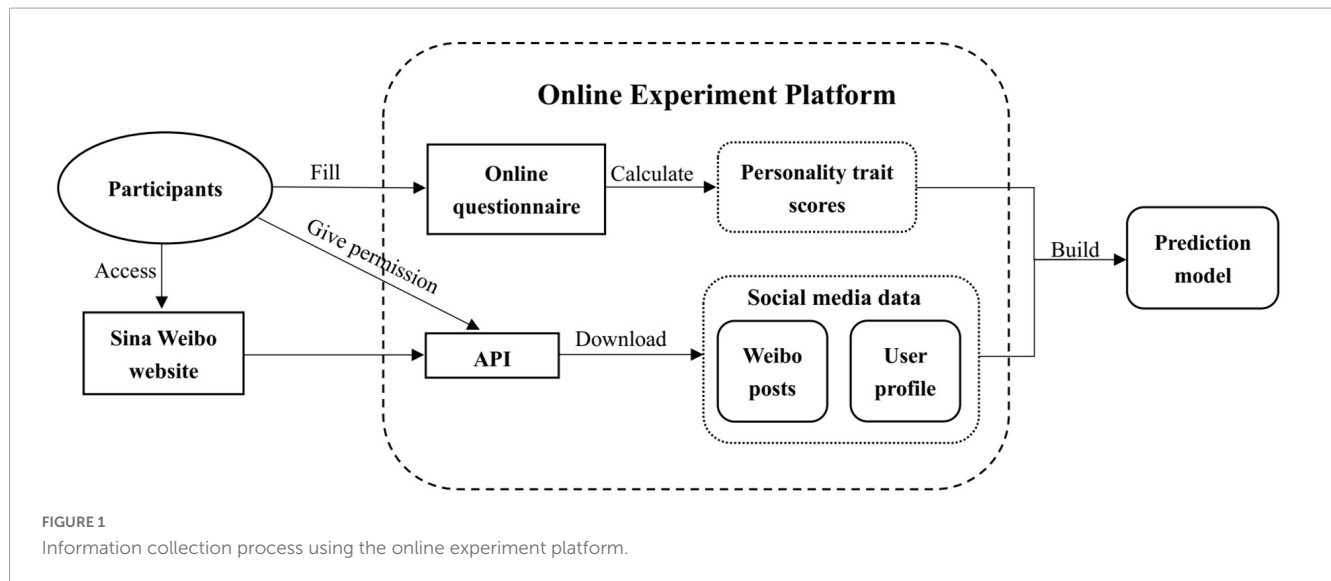 Online Experiment Platform
Participants
Fill
Online
questionnaire
Calculate
Personality trait
scores
Give permission
Access
Sina Weibo
website
API
Download
Social media data
Weibo
posts
User
profile
Build
Prediction
model
FIGURE 1
Information collection process using the online experiment platform.